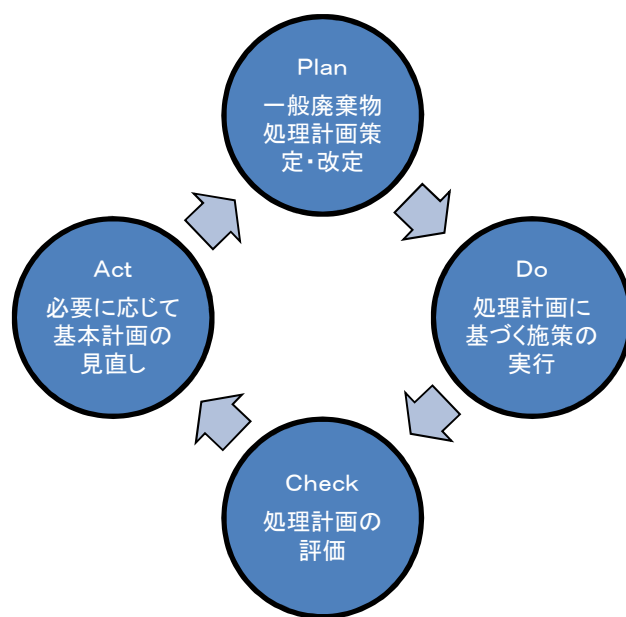 Plan
一般廃棄物
処理計画策
定・改定
Act
必要に応じて
基本計画の
見直し
Do
処理計画に
基づく施策の
実行
Check
処理計画の
評価